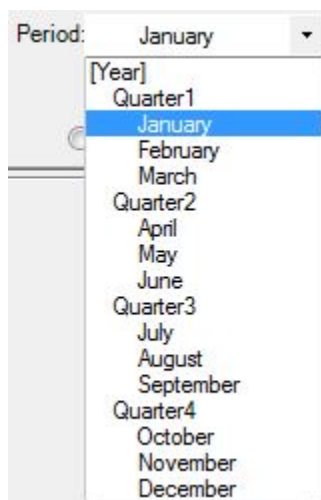 Period: January
[Year]
Quarter1
January
February
March
Quarter2
April
May
June
Quarter3
July
August
September
Quarter4
October
November
December